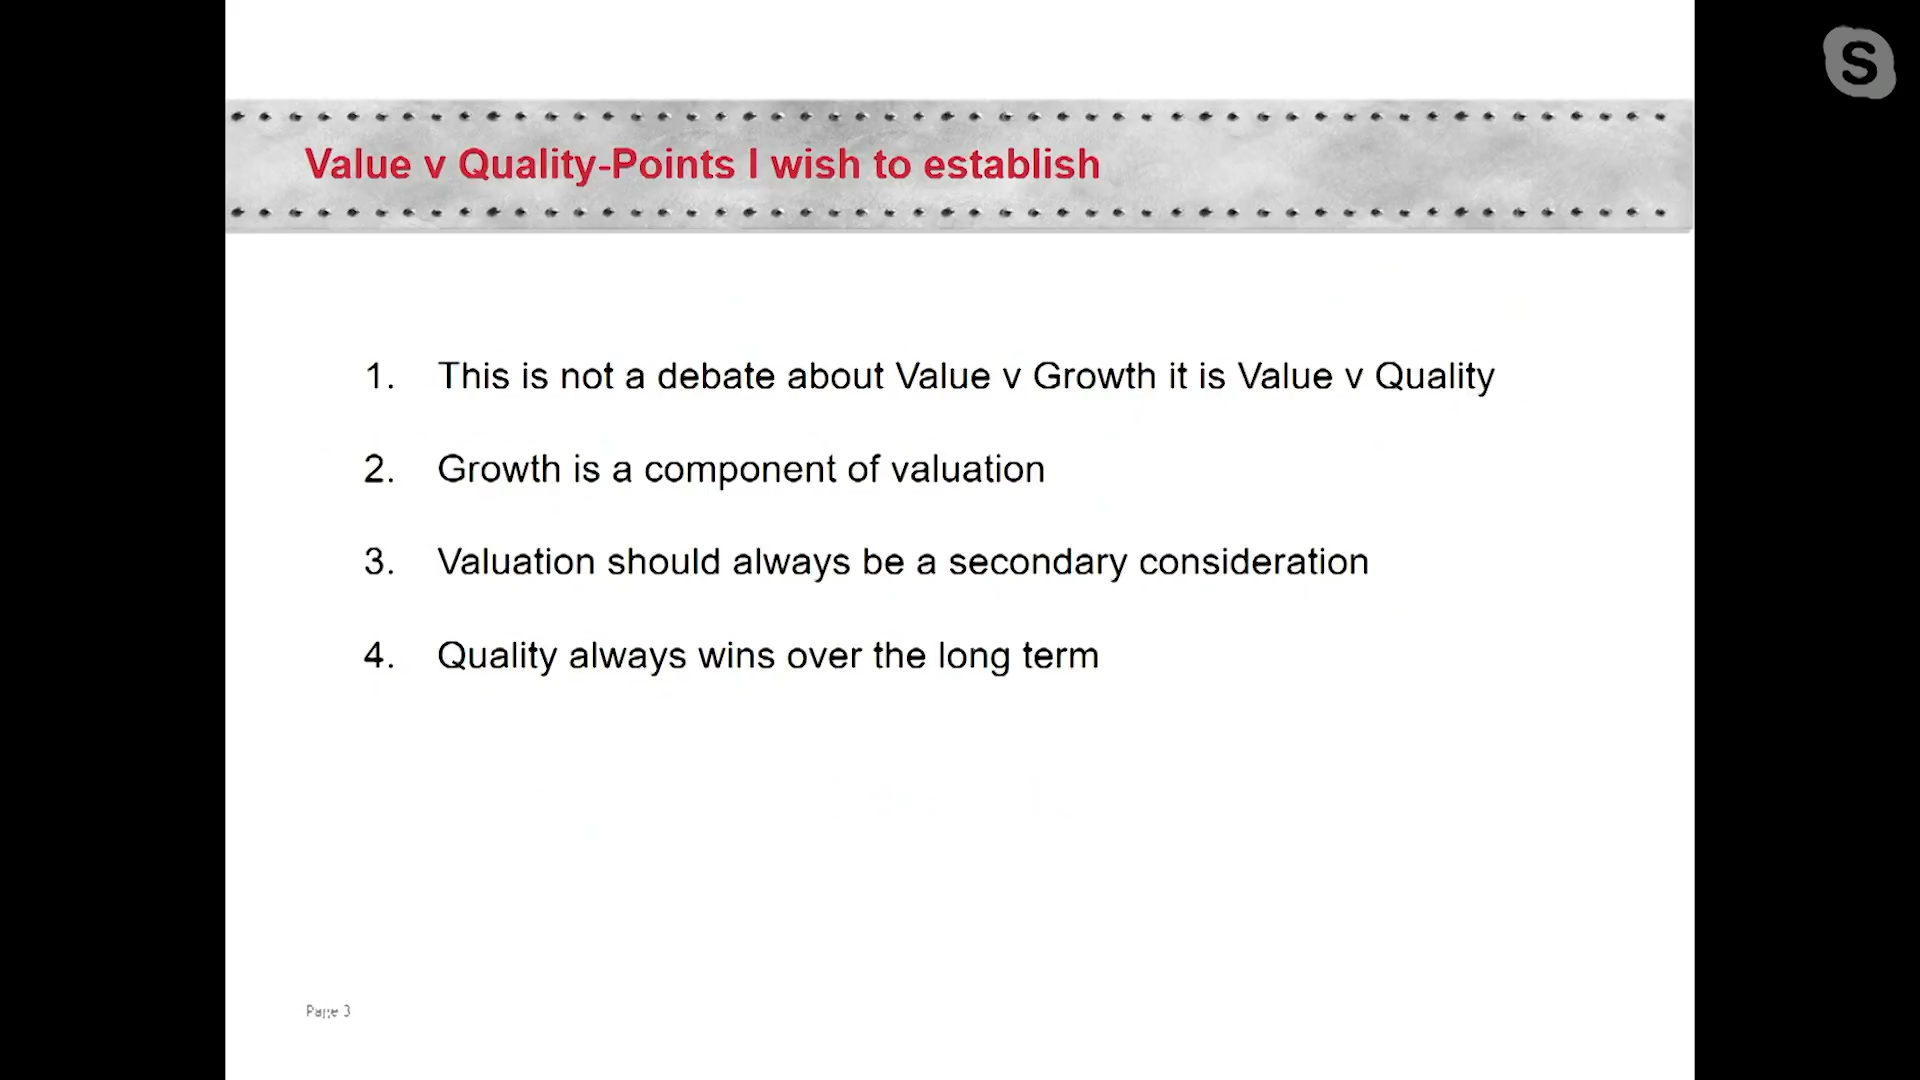 S
Value v Quality-Points I wish to establish
1. This is not a debate about Value v Growth it is Value v Quality
2. Growth is a component of valuation
3. Valuation should always be a secondary consideration
4. Quality always wins over the long term
Page 3